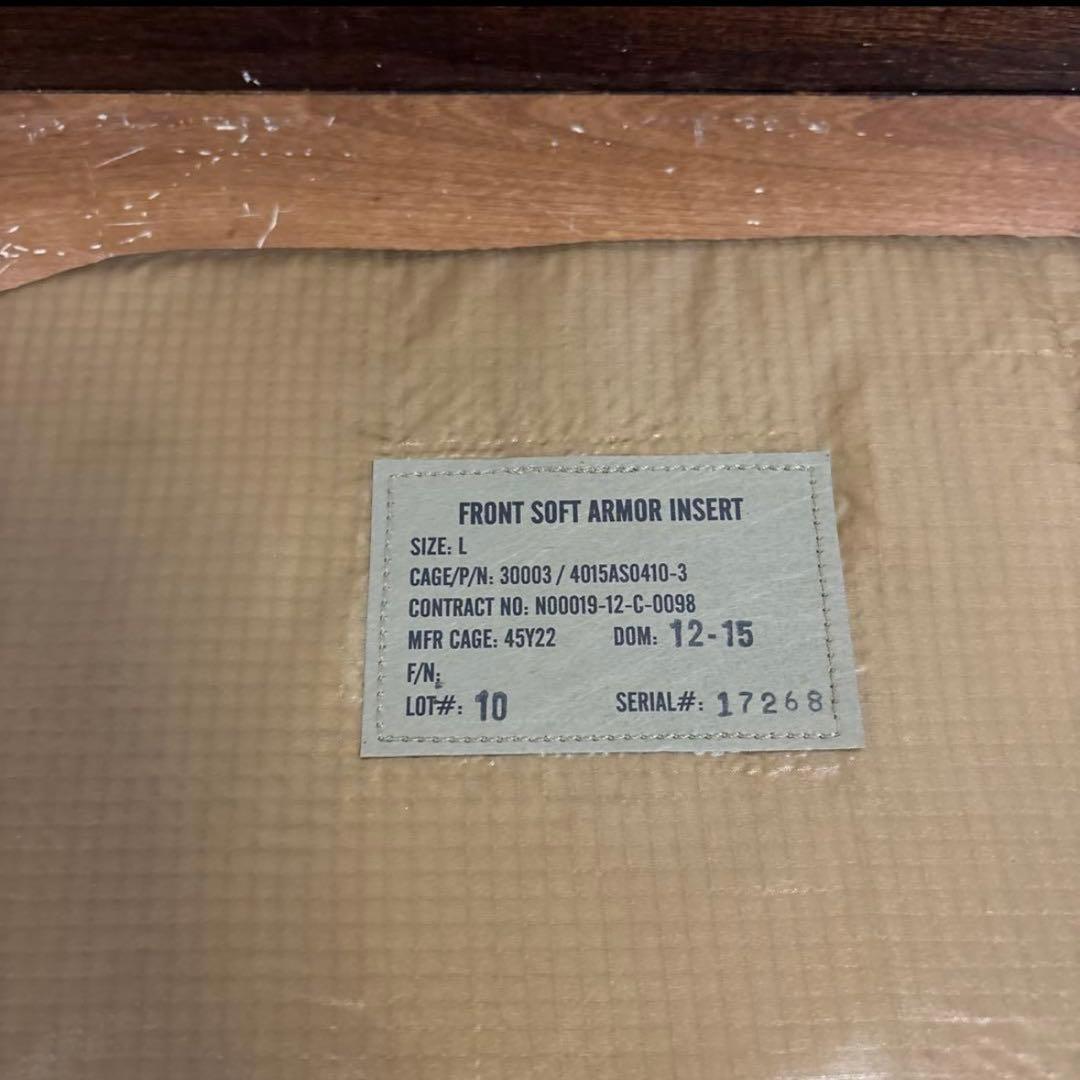 FRONT SOFT ARMOR INSERT
SIZE: L
CAGE/P/N: 30003 / 4015AS0410-3
CONTRACT NO: N00019-12-C-0098
MFR CAGE: 45Y22 DOM: 12-15
F/N:
LOT#: 10 SERIAL#: 17268